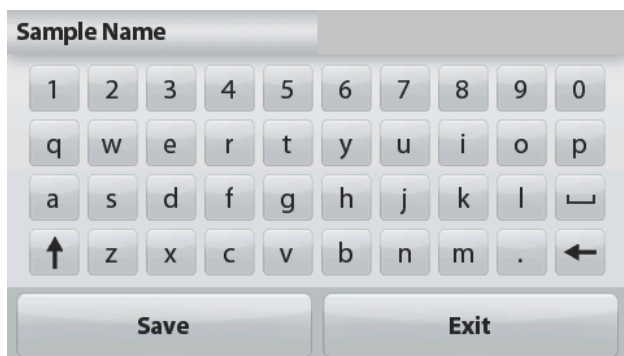 Sample Name
1 2 3 4 5 6 7 8 9 0
q w e r t y u i o p
a s d f g h j k l
z x c v b n m .
Save Exit